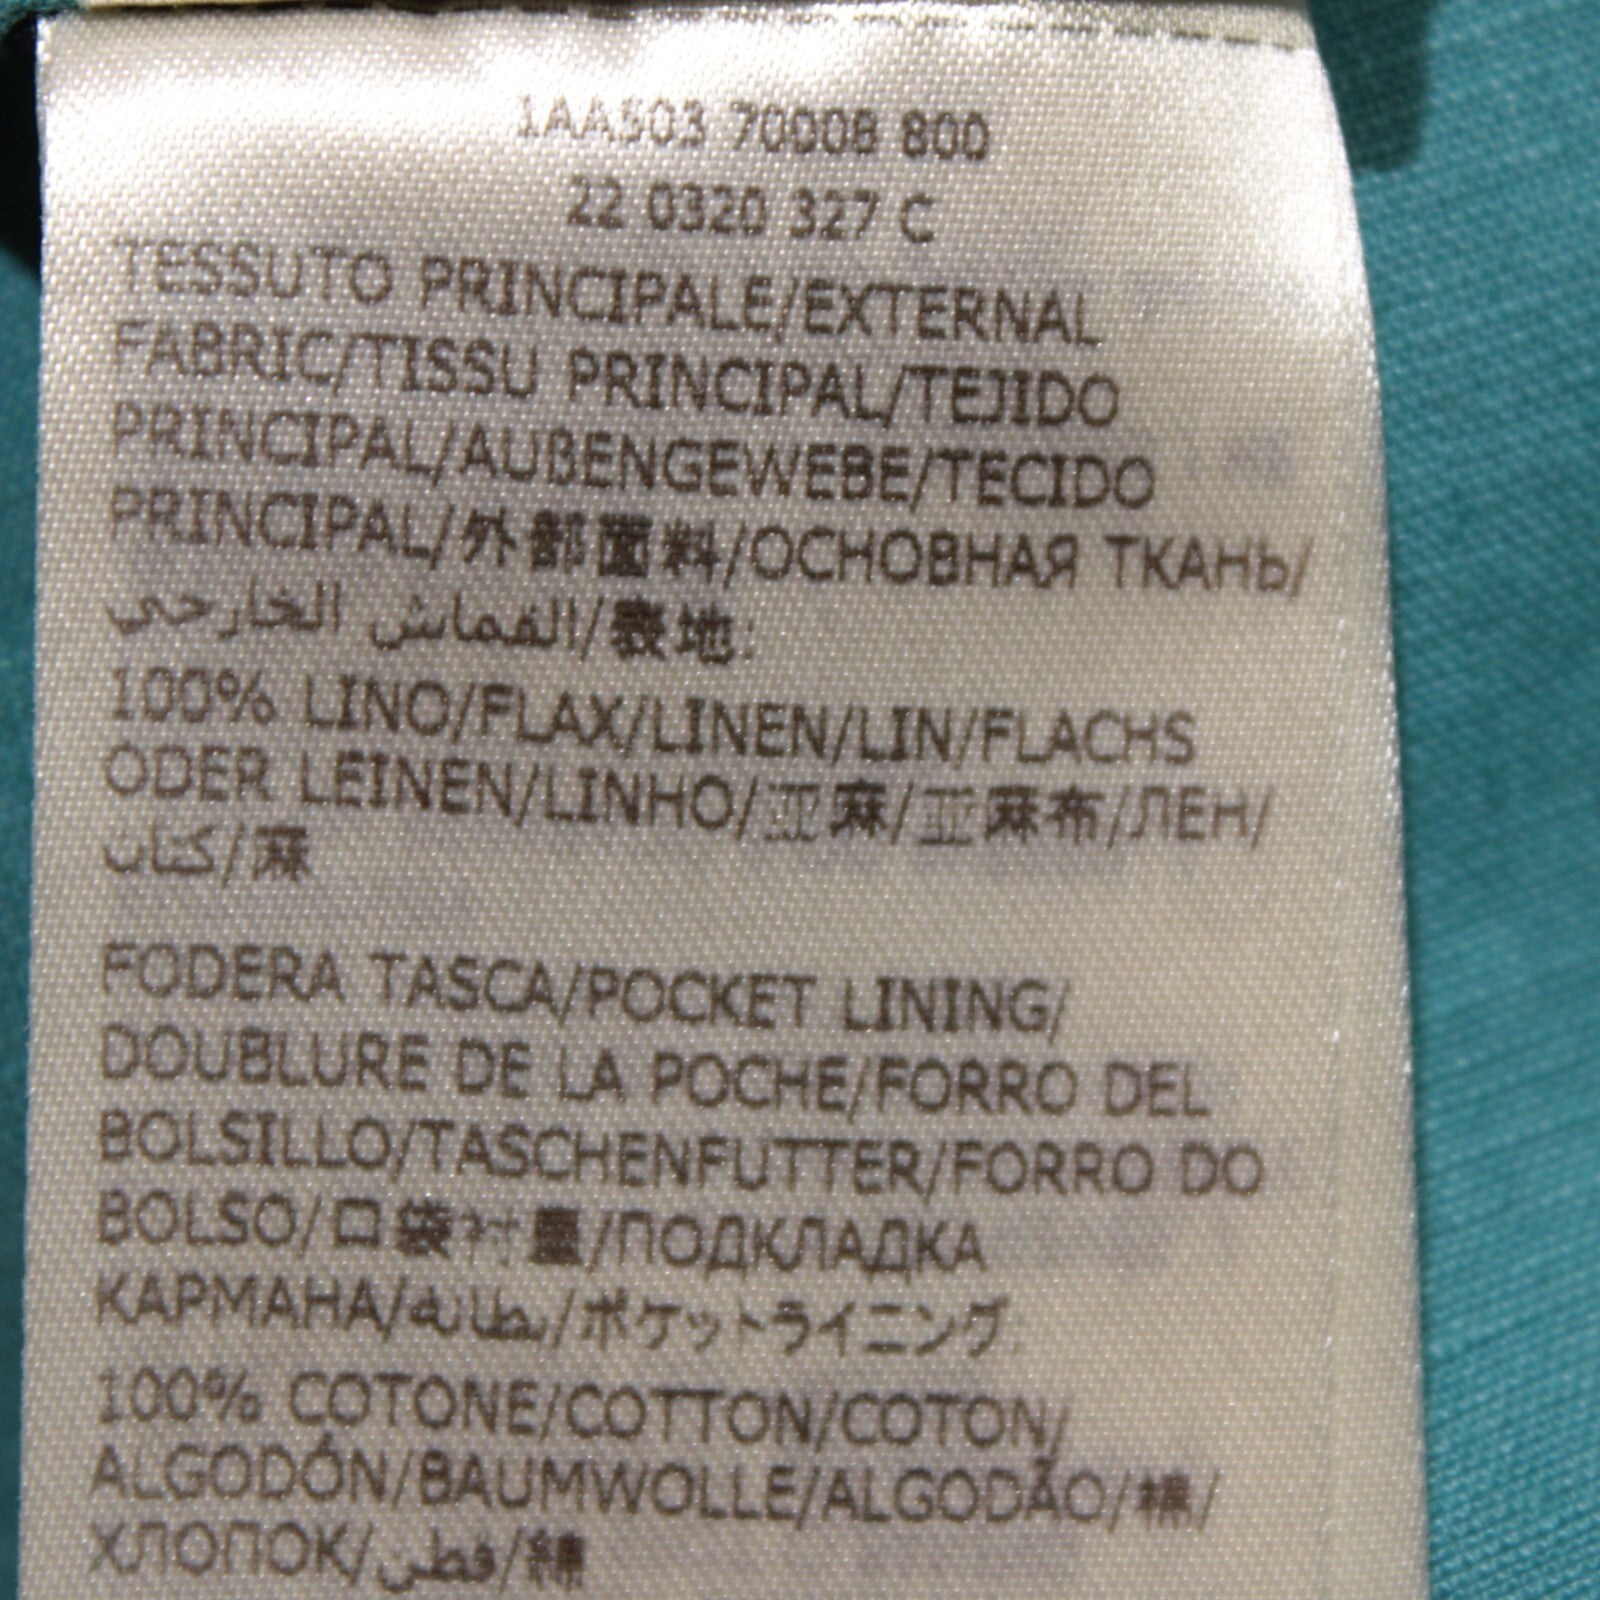 1AA503 70008 800
22 0320 327 C
TESSUTO PRINCIPALE/EXTERNAL
FABRIC/TISSU PRINCIPAL/TEJIDO
PRINCIPAL/AUßENGEWEBE/TECIDO
PRINCIPAL/外部面料/ОСНОВНАЯ ТКАНЬ/
القماش الخارجي/表地:
100% LINO/FLAX/LINEN/LIN/FLACHS
ODER LEINEN/LINHO/亚麻/亚麻布/ЛЕН/
كتان/麻
FODERA TASCA/POCKET LINING/
DOUBLURE DE LA POCHE/FORRO DEL
BOLSILLO/TASCHENFUTTER/FORRO DO
BOLSO/口袋衬里/ПОДКЛАДКА
КАРМАНА/بطانة/ポケットライニング:
100% COTONE/COTTON/COTON/
ALGODÓN/BAUMWOLLE/ALGODÃO/棉/
ХЛОПОК/قطن/綿